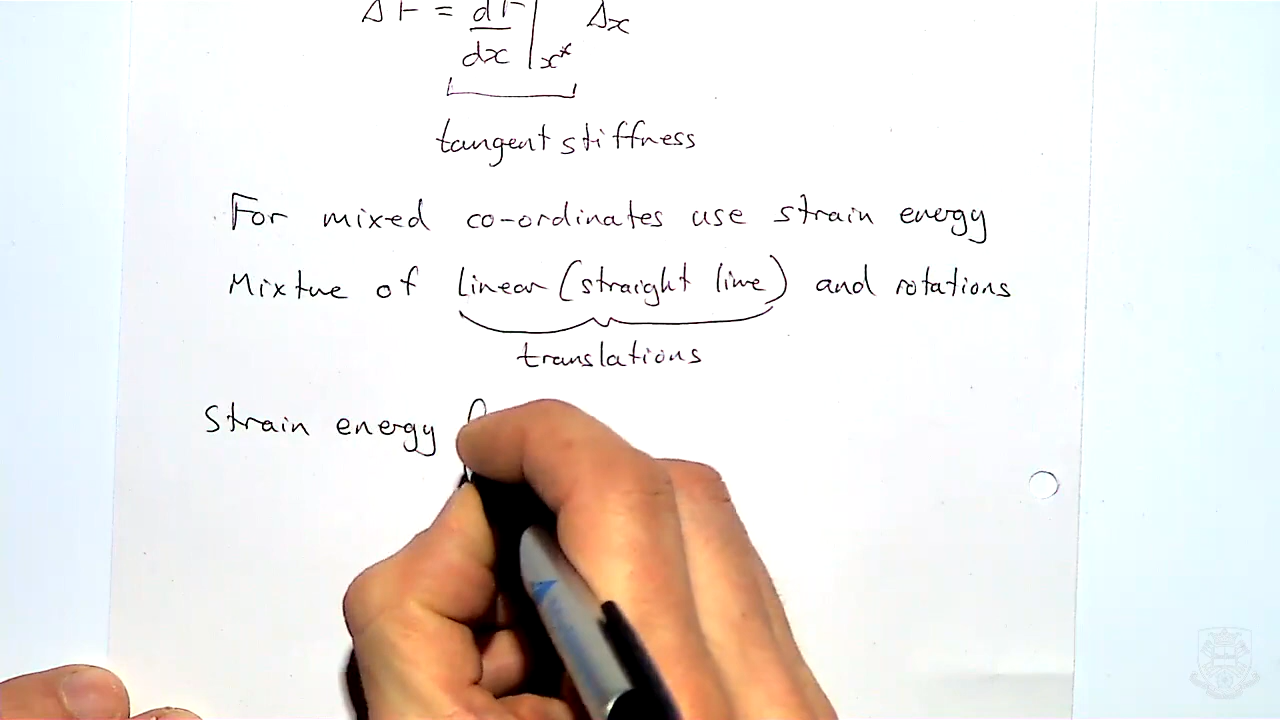 ΔF = dF/dx |x* Δx
tangent stiffness
For mixed co-ordinates use strain energy
Mixture of linear (straight line) and rotations
translations
Strain energy